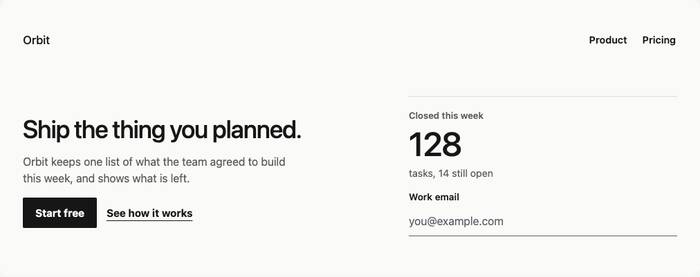 Orbit
Product
Pricing
Ship the thing you planned.
Orbit keeps one list of what the team agreed to build
this week, and shows what is left.
Start free
See how it works
Closed this week
128
tasks, 14 still open
Work email
you@example.com